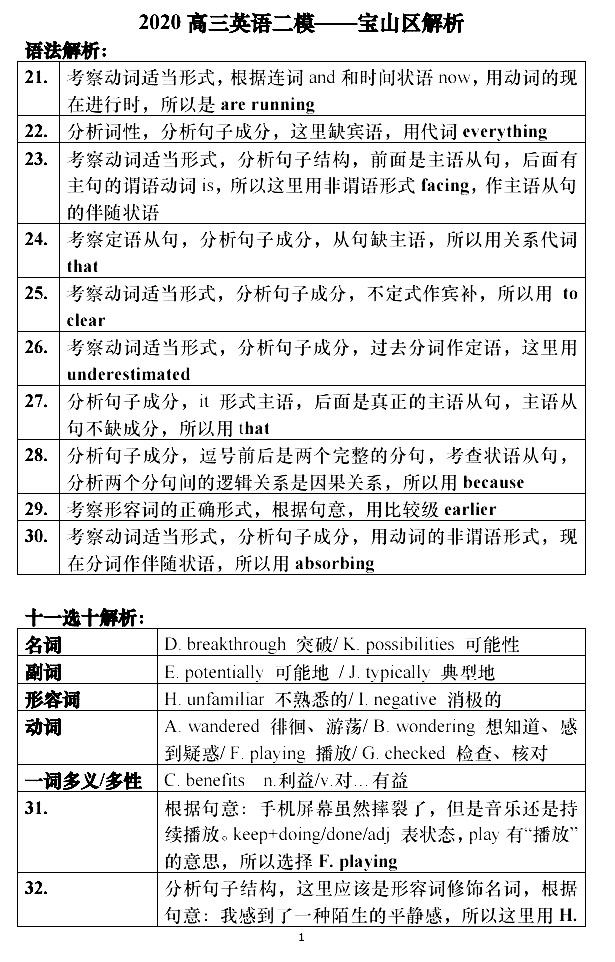 2020 高三英语二模——宝山区解析
语法解析：
21. 考察动词适当形式，根据连词 and 和时间状语 now，用动词的现
在进行时，所以是 are running
22. 分析词性，分析句子成分，这里缺宾语，用代词 everything
23. 考察动词适当形式，分析句子结构，前面是主语从句，后面有
主句的谓语动词 is，所以这里用非谓语形式 facing，作主语从句
的伴随状语
24. 考察定语从句，分析句子成分，从句缺主语，所以用关系代词
that
25. 考察动词适当形式，分析句子成分，不定式作宾补，所以用 to
clear
26. 考察动词适当形式，分析句子成分，过去分词作定语，这里用
underestimated
27. 分析句子成分，it 形式主语，后面是真正的主语从句，主语从
句不缺成分，所以用 that
28. 分析句子成分，逗号前后是两个完整的分句，考查状语从句，
分析两个分句间的逻辑关系是因果关系，所以用 because
29. 考察形容词的正确形式，根据句意，用比较级 earlier
30. 考察动词适当形式，分析句子成分，用动词的非谓语形式，现
在分词作伴随状语，所以用 absorbing
十一选十解析：
名词 D. breakthrough 突破/ K. possibilities 可能性
副词 E. potentially 可能地 / J. typically 典型地
形容词 H. unfamiliar 不熟悉的/ I. negative 消极的
动词 A. wandered 徘徊、游荡/ B. wondering 想知道、感
到疑惑/ F. playing 播放/ G. checked 检查、核对
一词多义/多性 C. benefits n.利益/v.对…有益
31. 根据句意：手机屏幕虽然摔裂了，但是音乐还是持
续播放。keep+doing/done/adj 表状态，play 有“播放”
的意思，所以选择 F. playing
32. 分析句子结构，这里应该是形容词修饰名词，根据
句意：我感到了一种陌生的平静感，所以这里用 H.
1